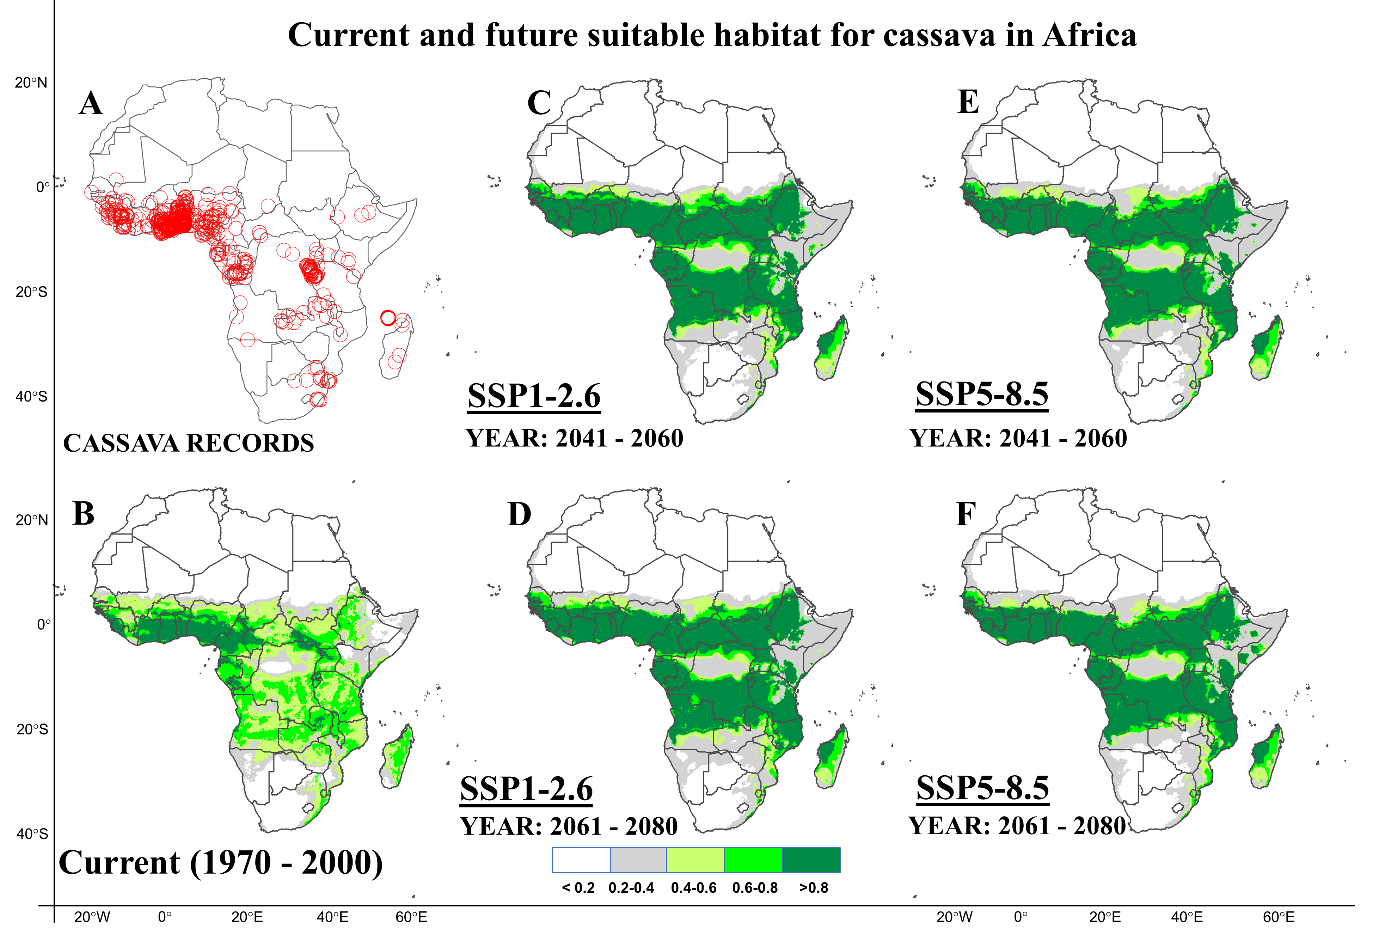 Current and future suitable habitat for cassava in Africa
20°N
0°
20°S
40°S
A
CASSAVA RECORDS
C
SSP1-2.6
YEAR: 2041 - 2060
E
SSP5-8.5
YEAR: 2041 - 2060
20°N
0°
20°S
40°S
B
Current (1970 - 2000)
D
SSP1-2.6
YEAR: 2061 - 2080
F
SSP5-8.5
YEAR: 2061 - 2080
< 0.2 0.2-0.4 0.4-0.6 0.6-0.8 >0.8
20°W 0° 20°E 40°E 60°E
20°W 0° 20°E 40°E 60°E